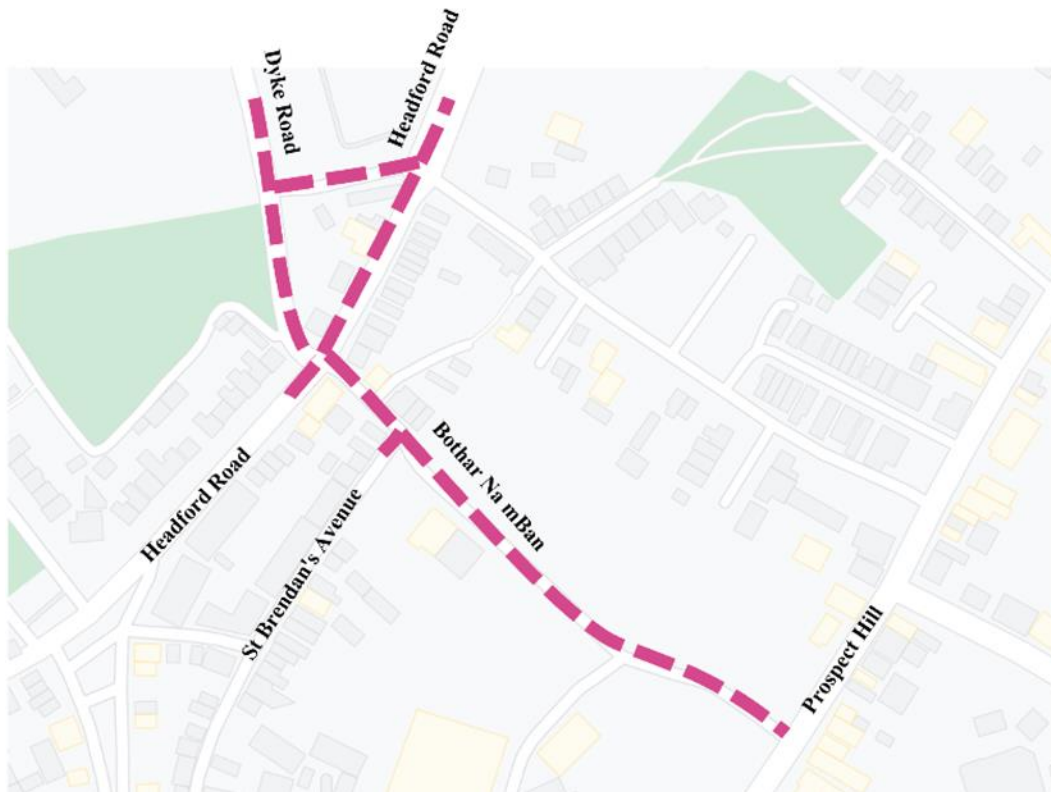 Dyke Road
Headford Road
Headford Road
Bothar Na mBan
St Brendan's Avenue
Prospect Hill